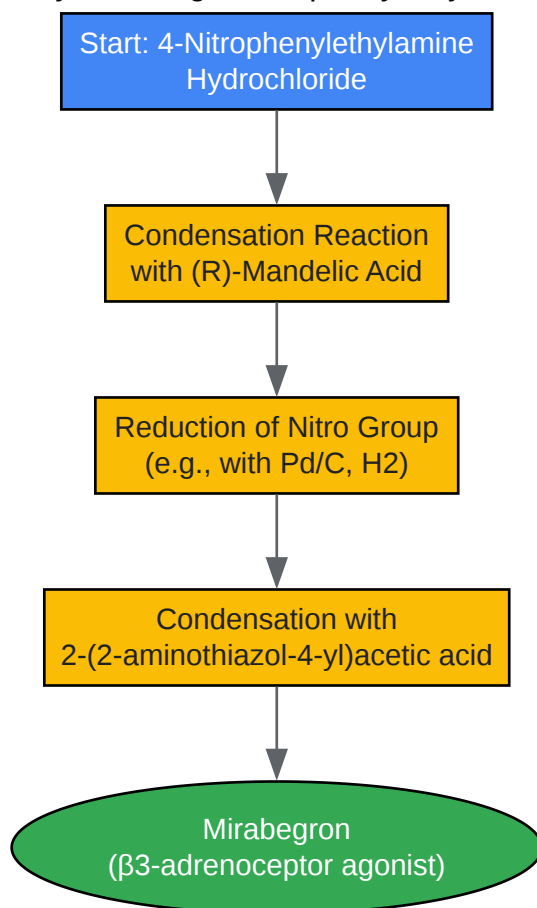 Start: 4-Nitrophenylethylamine
Hydrochloride
Condensation Reaction
with (R)-Mandelic Acid
Reduction of Nitro Group
(e.g., with Pd/C, H2)
Condensation with
2-(2-aminothiazol-4-yl)acetic acid
Mirabegron
(β3-adrenoceptor agonist)